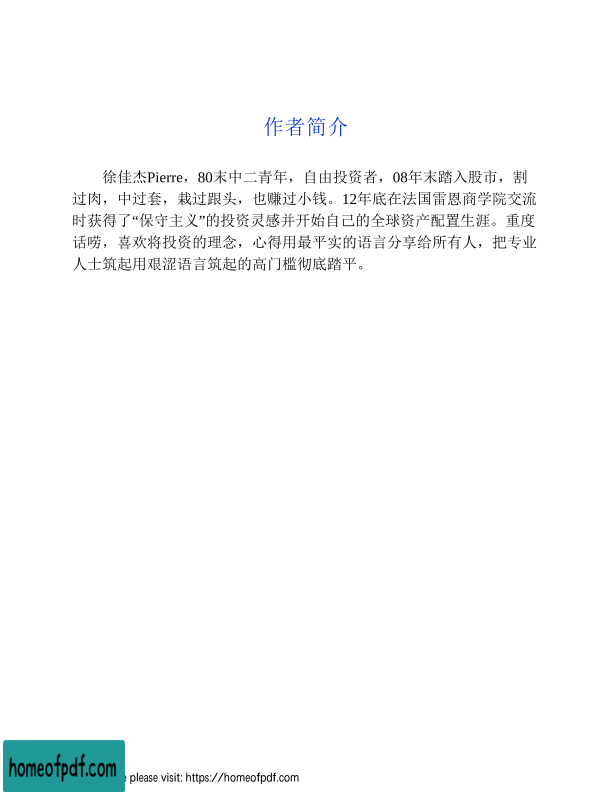 作者简介
徐佳杰Pierre，80末中二青年，自由投资者，08年末踏入股市，割
过肉，中过套，栽过跟头，也赚过小钱。12年底在法国雷恩商学院交流
时获得了“保守主义”的投资灵感并开始自己的全球资产配置生涯。重度
话唠，喜欢将投资的理念，心得用最平实的语言分享给所有人，把专业
人士筑起用艰涩语言筑起的高门槛彻底踏平。
homeofpdf.com
e please visit: https://homeofpdf.com